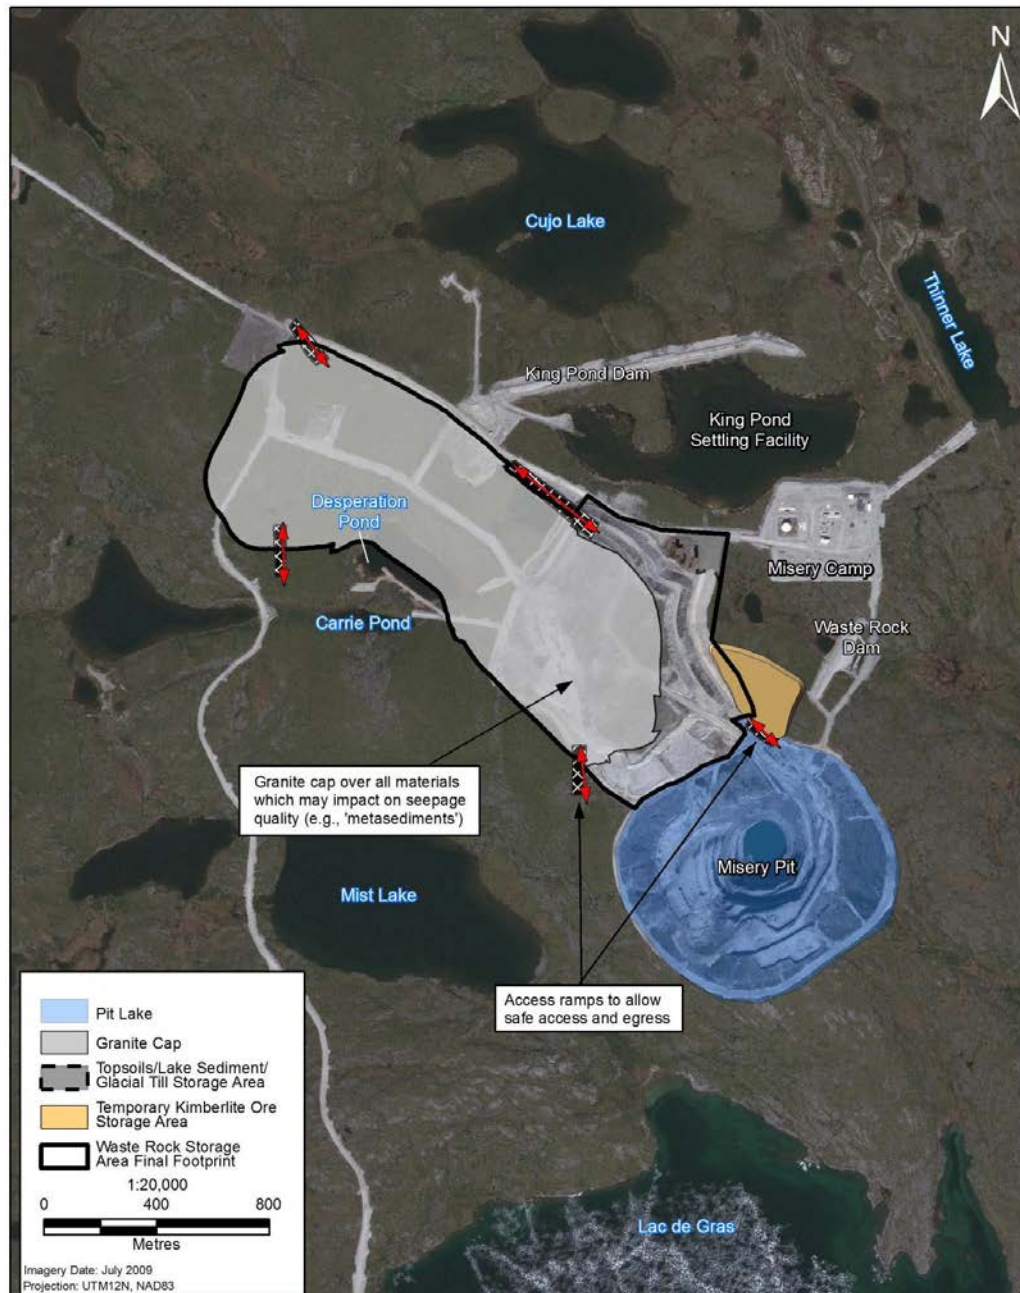 N
Cujo Lake
Thinner Lake
King Pond Dam
King Pond
Settling Facility
Desperation
Pond
Misery Camp
Carrie Pond
Waste Rock
Dam
Granite cap over all materials
which may impact on seepage
quality (e.g., 'metasediments')
Misery Pit
Mist Lake
Access ramps to allow
safe access and egress
Pit Lake
Granite Cap
Topsoils/Lake Sediment/
Glacial Till Storage Area
Temporary Kimberlite Ore
Storage Area
Waste Rock Storage
Area Final Footprint
1:20,000
0 400 800
Metres
Lac de Gras
Imagery Date: July 2009
Projection: UTM12N, NAD83